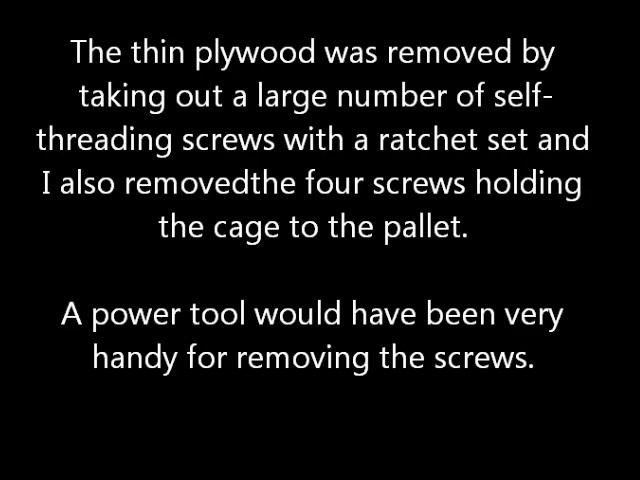 The thin plywood was removed by
taking out a large number of self-
threading screws with a ratchet set and
I also removedthe four screws holding
the cage to the pallet.
A power tool would have been very
handy for removing the screws.